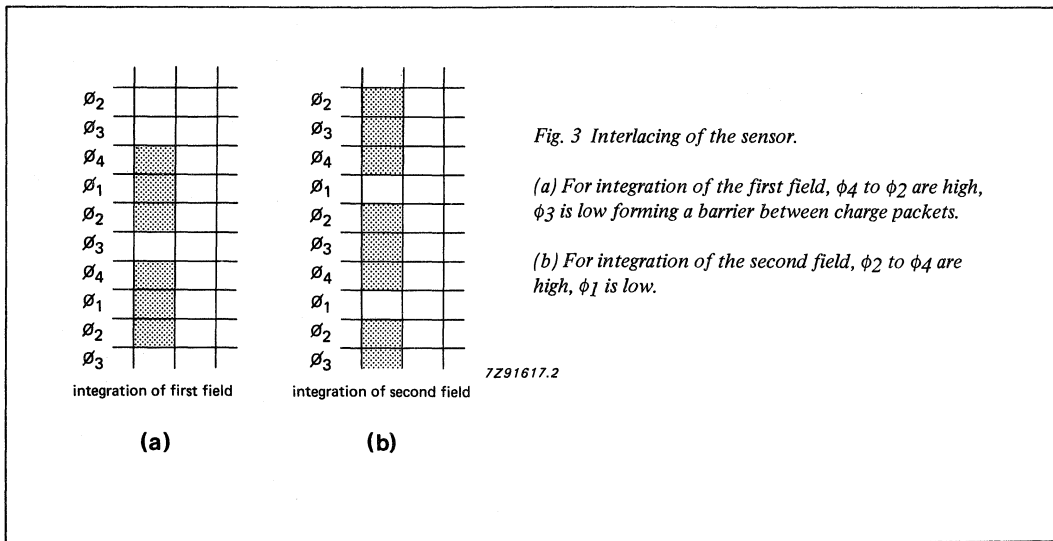 Ø2
Ø3
Ø4
Ø1
Ø2
Ø3
Ø4
Ø1
Ø2
Ø3
integration of first field
(a)
Ø2
Ø3
Ø4
Ø1
Ø2
Ø3
Ø4
Ø1
Ø2
Ø3
integration of second field
(b)
7Z91617.2
Fig. 3 Interlacing of the sensor.
(a) For integration of the first field, ϕ4 to ϕ2 are high,
ϕ3 is low forming a barrier between charge packets.
(b) For integration of the second field, ϕ2 to ϕ4 are
high, ϕ1 is low.